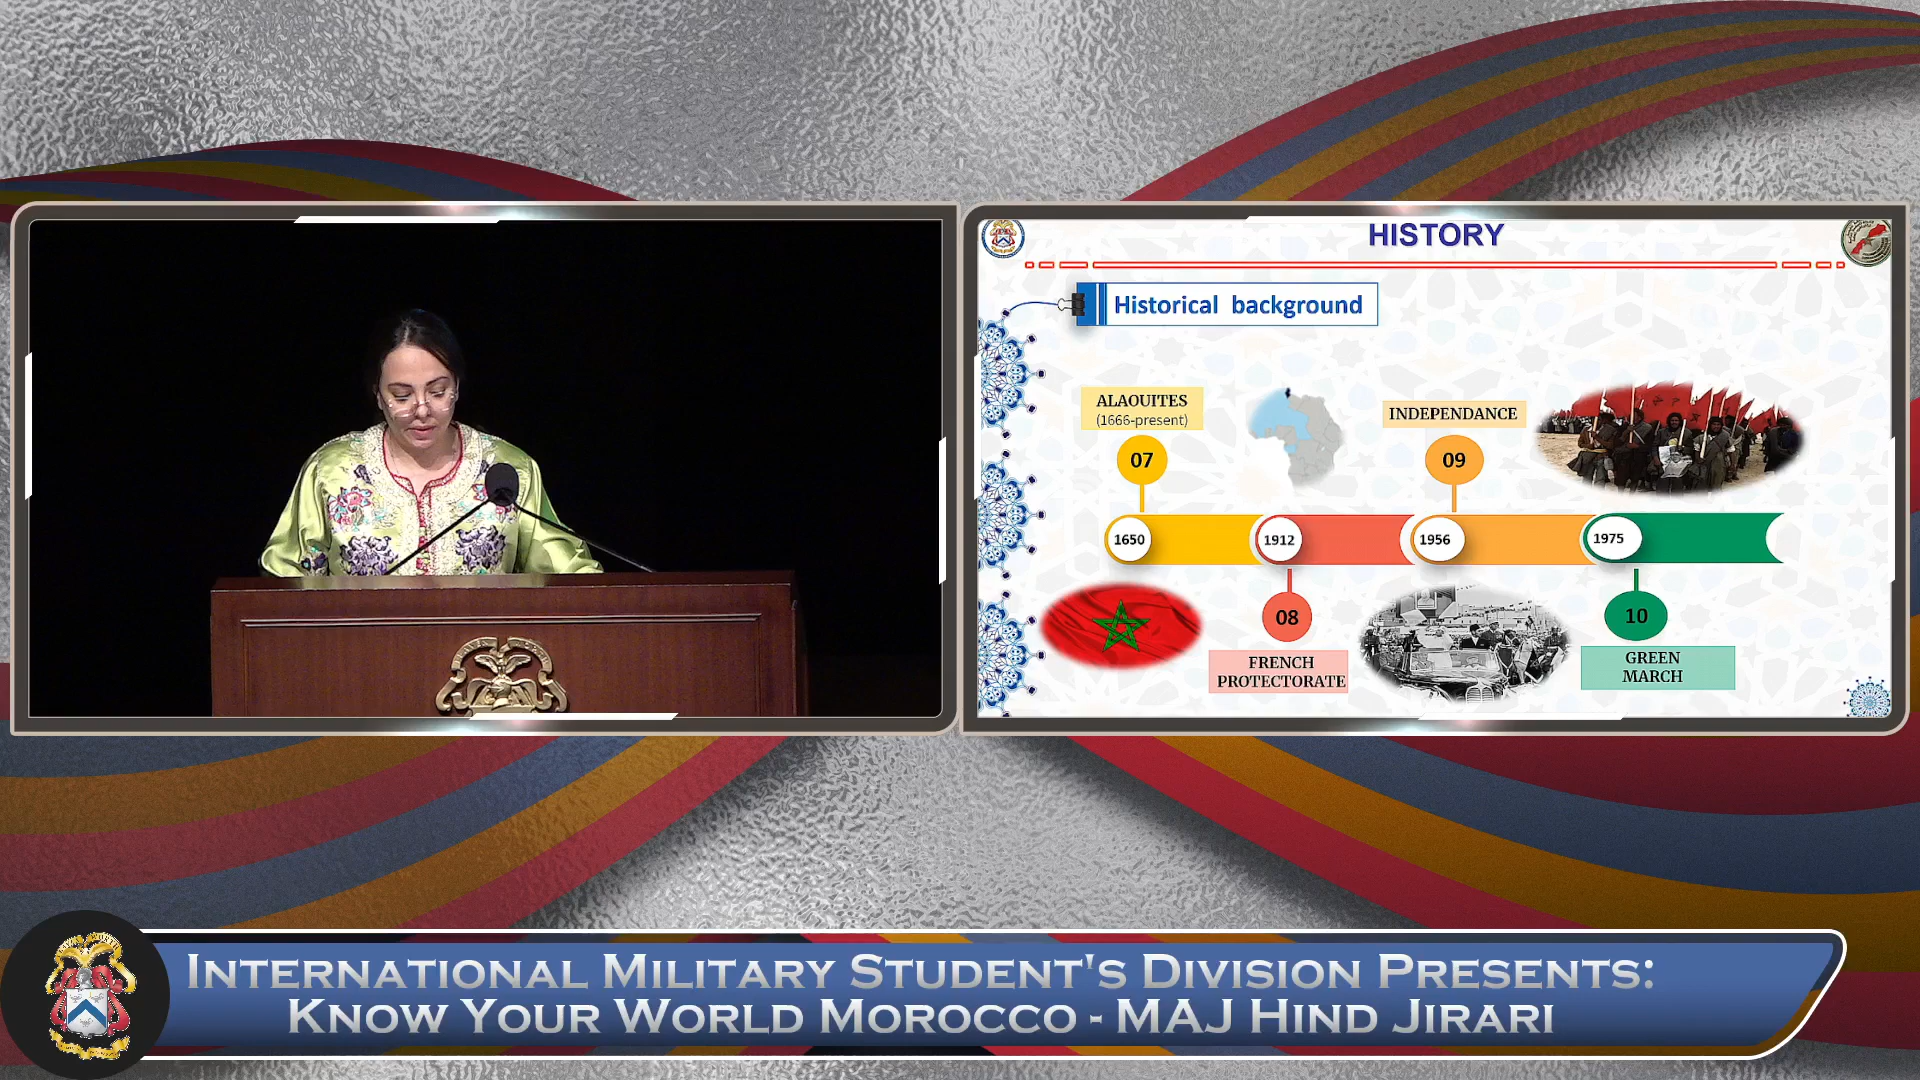 HISTORY
Historical background
ALAOUITES
(1666-present)
07
INDEPENDANCE
09
1650
1912
1956
1975
08
FRENCH
PROTECTORATE
10
GREEN
MARCH
International Military Student's Division Presents:
Know Your World Morocco - MAJ Hind Jirari